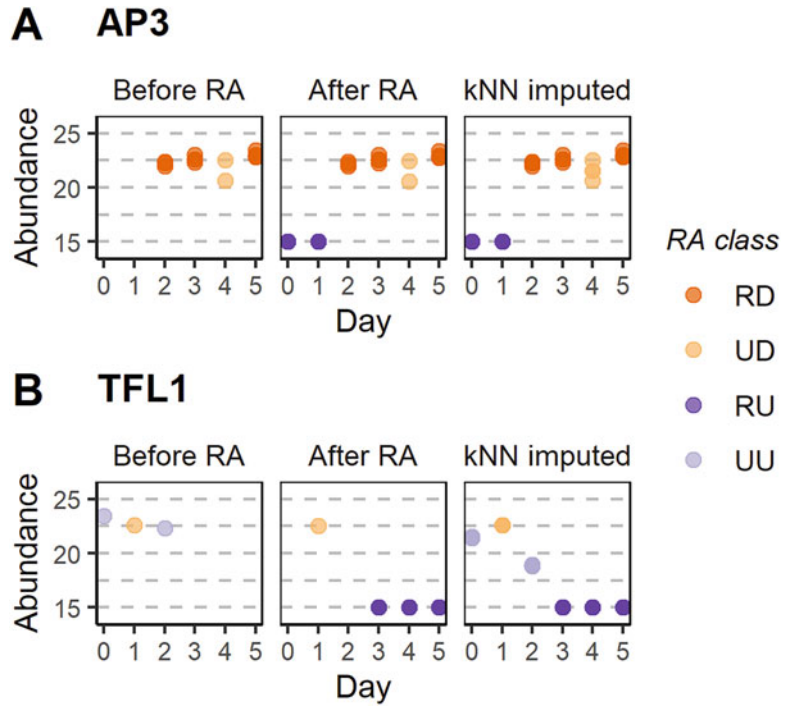 A AP3
Before RA After RA kNN imputed
Abundance
25
20
15
0 1 2 3 4 5 0 1 2 3 4 5 0 1 2 3 4 5
Day
RA class
RD
UD
RU
UU
B TFL1
Before RA After RA kNN imputed
Abundance
25
20
15
0 1 2 3 4 5 0 1 2 3 4 5 0 1 2 3 4 5
Day